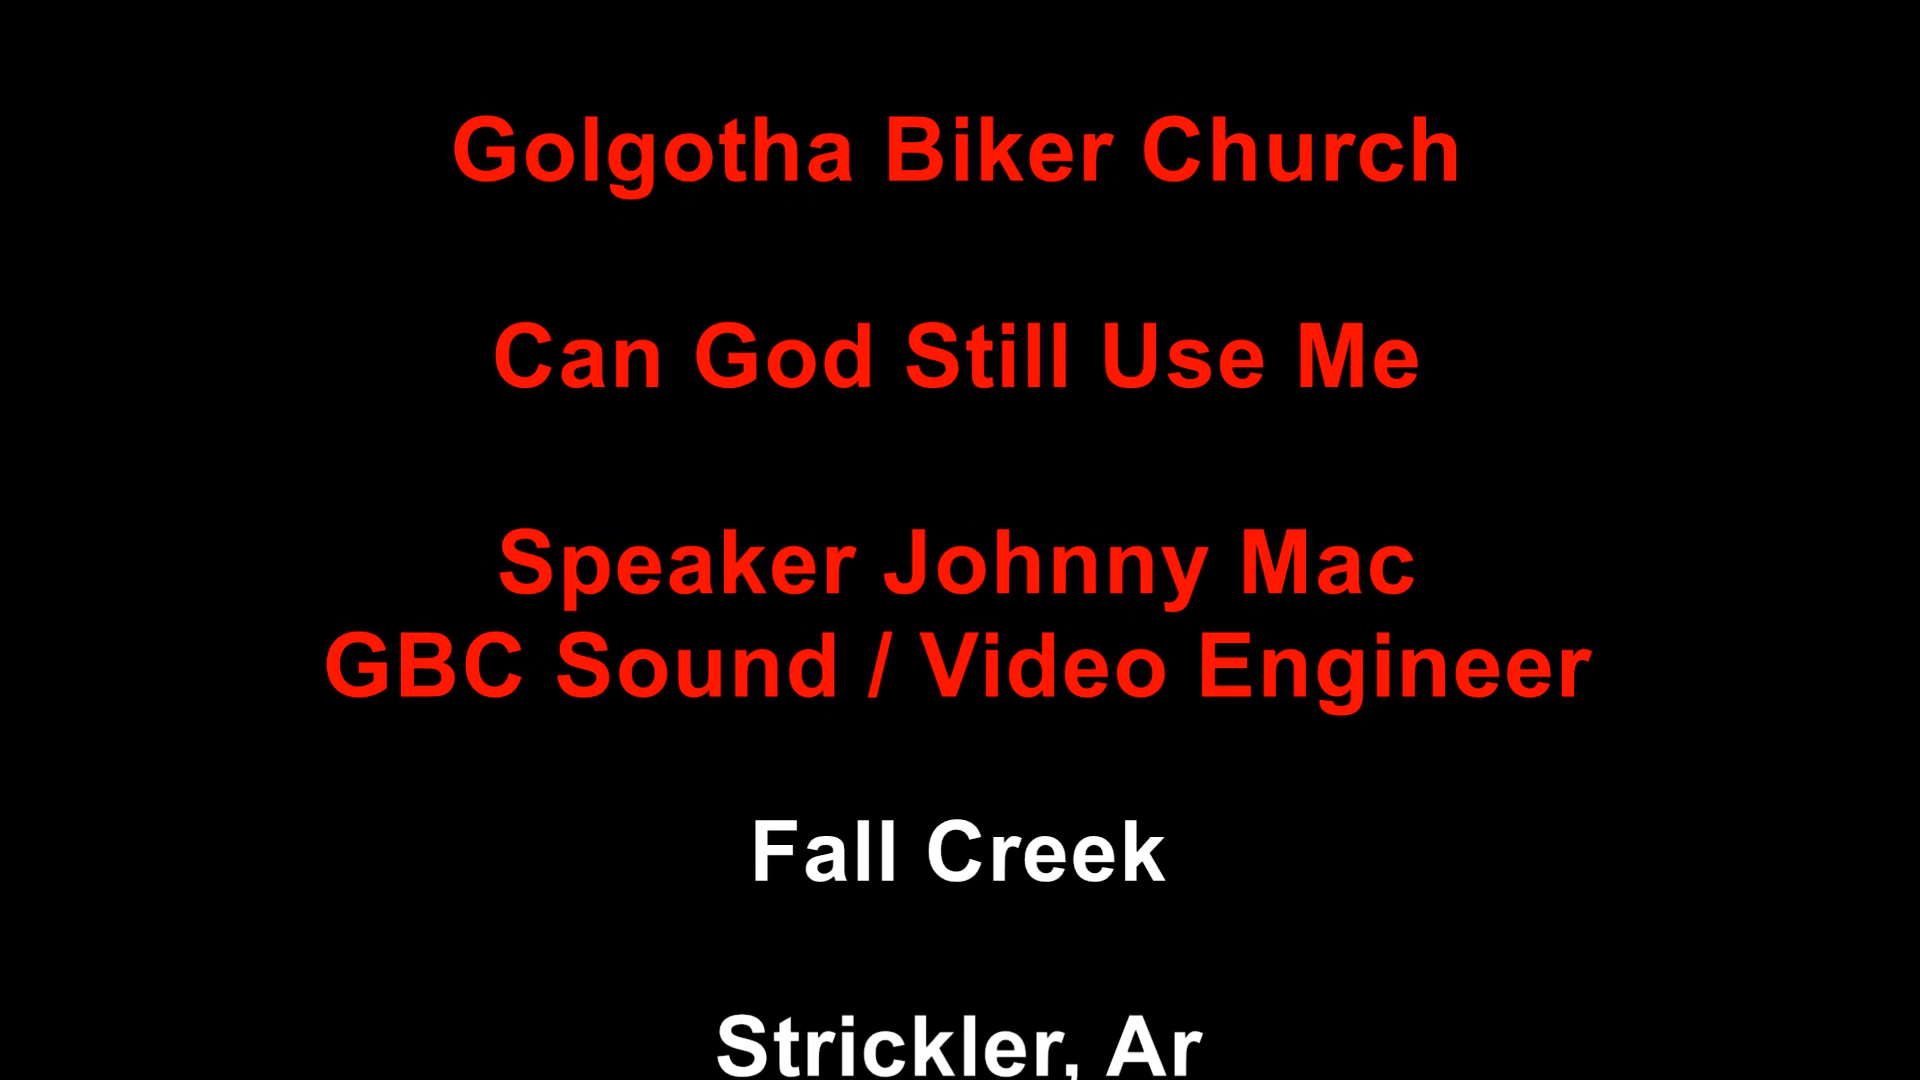 Golgotha Biker Church
Can God Still Use Me
Speaker Johnny Mac
GBC Sound / Video Engineer
Fall Creek
Strickler, Ar